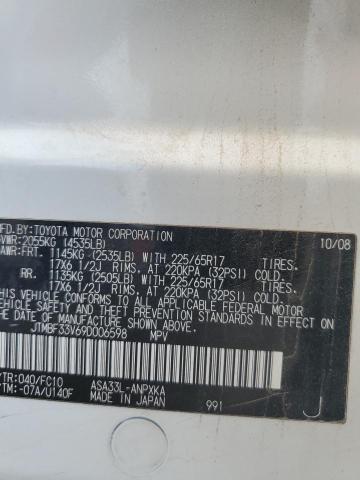 MFD.BY:TOYOTA MOTOR CORPORATION 10/08
GVWR:2055KG (4535LB)
GAWR:FRT. 1145KG (2535LB) WITH 225/65R17 TIRES.
17X6 1/2J RIMS. AT 220KPA (32PSI) COLD.
RR. 1135KG (2505LB) WITH 225/65R17 TIRES.
17X6 1/2J RIMS. AT 220KPA (32PSI) COLD.
THIS VEHICLE CONFORMS TO ALL APPLICABLE FEDERAL MOTOR
VEHICLE SAFETY STANDARDS IN EFFECT ON
THE DATE OF MANUFACTURE SHOWN ABOVE.
JTMBF33V69D006598 MPV
C/TR:040/FC10 ASA33L-ANPXKA
A/TM:-07A/U140F MADE IN JAPAN 991 J